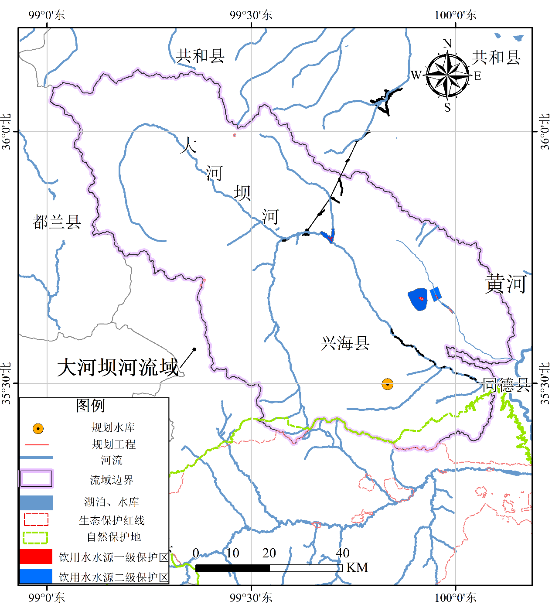 99°0'东 99°30'东 100°0'东
共和县
共和县
N
W E
S
36°0'北
36°0'北
大
河
坝
河
都兰县
黄河
兴海县
大河坝河流域
同德县
35°30'北
35°30'北
图例
规划水库
规划工程
河流
流域边界
湖泊、水库
生态保护红线
自然保护地
饮用水水源一级保护区
饮用水水源二级保护区
0 10 20 40
KM
99°0'东 99°30'东 100°0'东